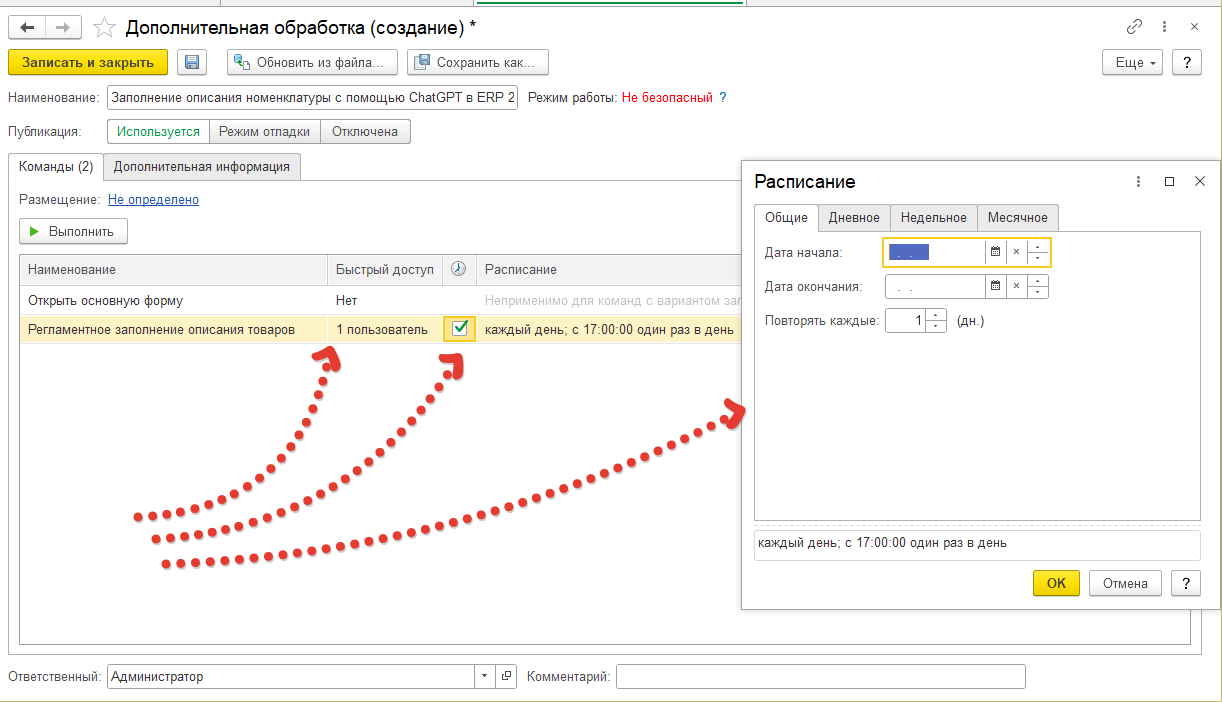 Дополнительная обработка (создание) *
Записать и закрыть
Обновить из файла...
Сохранить как...
Еще
?
Наименование: Заполнение описания номенклатуры с помощью ChatGPT в ERP 2
Режим работы: Не безопасный ?
Публикация: Используется Режим отладки Отключена
Команды (2) Дополнительная информация
Размещение: Не определено
Выполнить
Наименование Быстрый доступ Расписание
Открыть основную форму Нет Неприменимо для команд с вариантом заг
Регламентное заполнение описания товаров 1 пользователь каждый день; с 17:00:00 один раз в день
Расписание
Общие Дневное Недельное Месячное
Дата начала: . .
Дата окончания: . .
Повторять каждые: 1 (дн.)
каждый день; с 17:00:00 один раз в день
OK Отмена ?
Ответственный: Администратор
Комментарий: